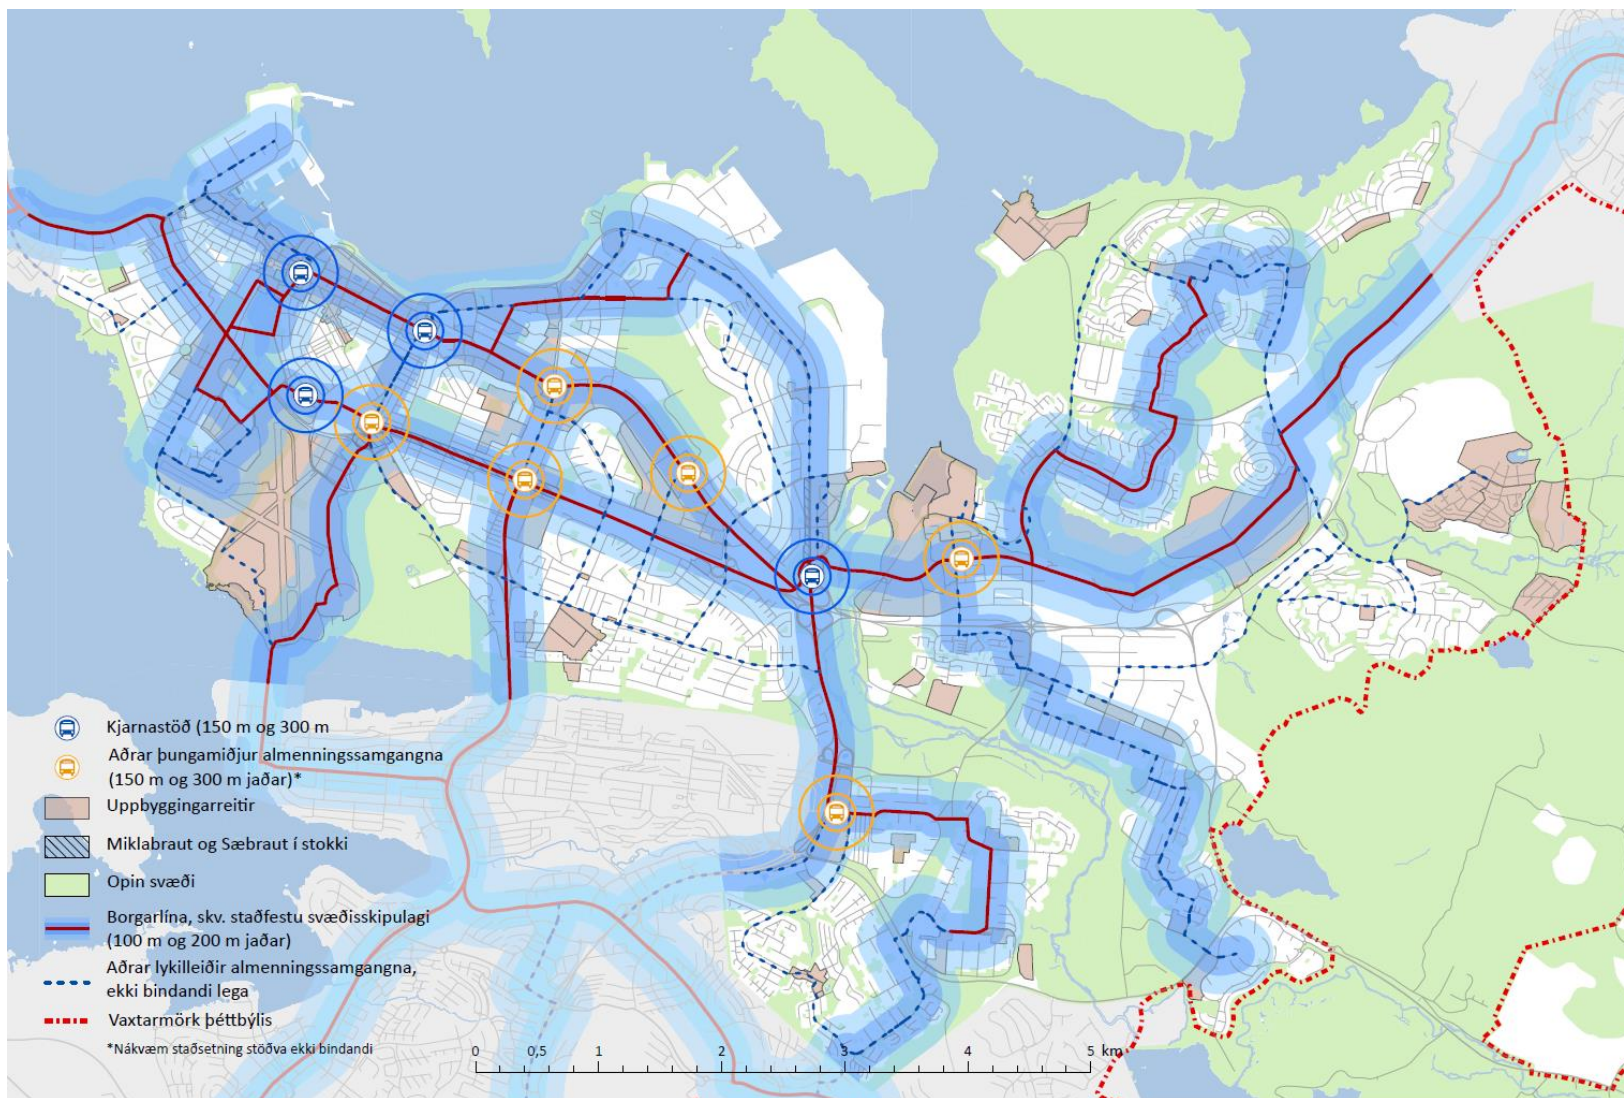 Kjarnastöð (150 m og 300 m
Aðrar þungamiðjur almenningssamgangna
(150 m og 300 m jaðar)*
Uppbyggingarreitir
Miklabraut og Sæbraut í stokki
Opin svæði
Borgarlína, skv. staðfestu svæðisskipulagi
(100 m og 200 m jaðar)
Aðrar lykilleiðir almenningssamgangna,
ekki bindandi lega
Vaxtarmörk þéttbýlis
*Nákvæm staðsetning stöðva ekki bindandi
0 0,5 1 2 3 4 5 km